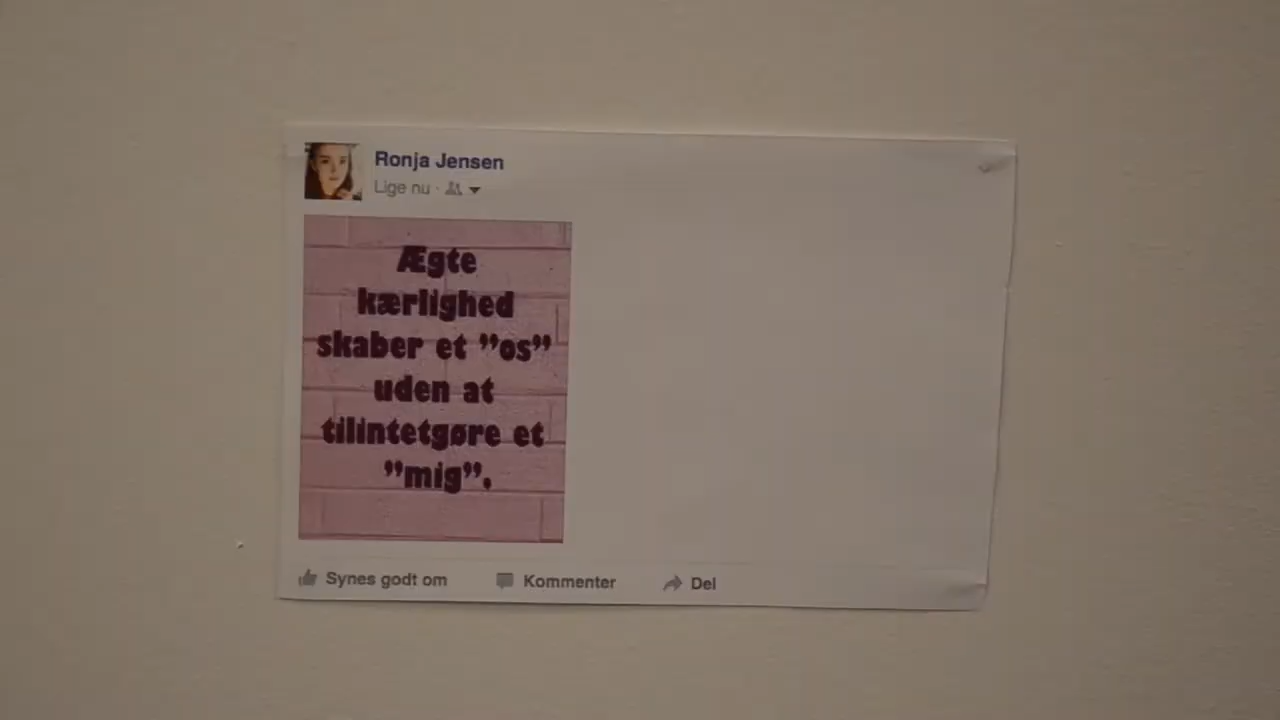 Ronja Jensen
Lige nu ·
Ægte
kærlighed
skaber et ”os”
uden at
tilintetgøre et
”mig”.
Synes godt om Kommenter Del